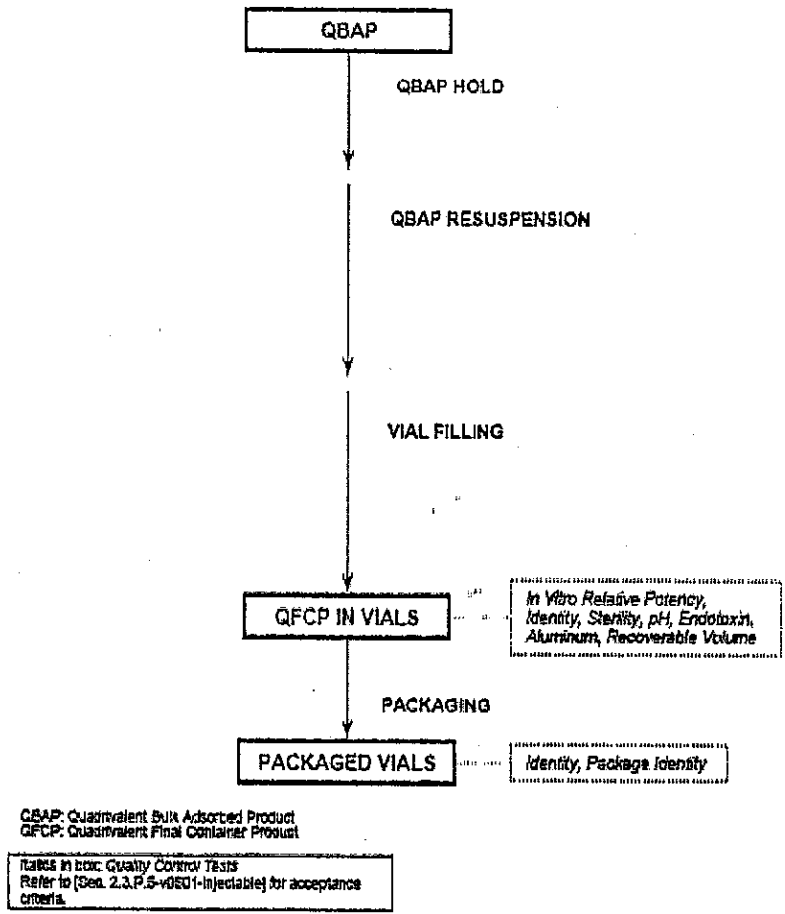 QBAP
QBAP HOLD
QBAP RESUSPENSION
VIAL FILLING
QFCP IN VIALS
In Vitro Relative Potency,
Identity, Sterility, pH, Endotoxin,
Aluminum, Recoverable Volume
PACKAGING
PACKAGED VIALS
Identity, Package Identity
QBAP: Quadrivalent Bulk Adsorbed Product
QFCP: Quadrivalent Final Container Product
Italics in box: Quality Control Tests
Refer to [Sec. 2.3.P.5-v0501-Injectable] for acceptance
criteria.